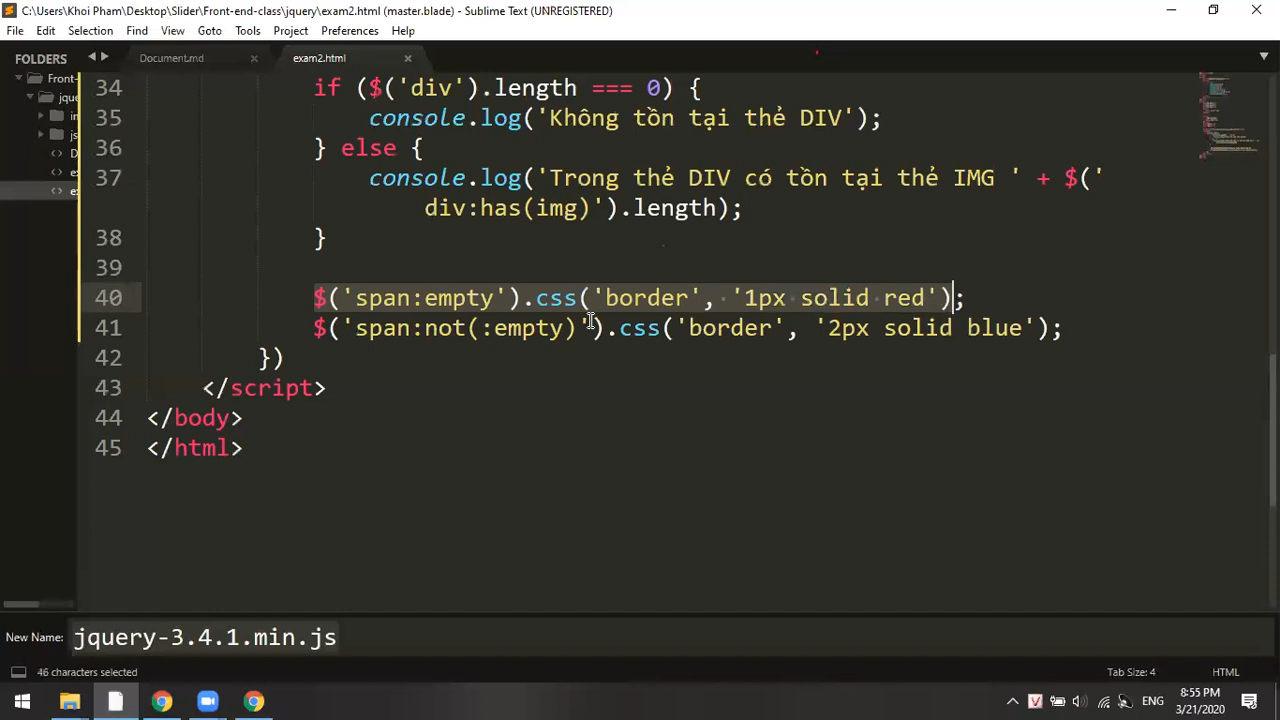 C:\Users\Khoi Pham\Desktop\Slider\Front-end-class\jquery\exam2.html (master.blade) - Sublime Text (UNREGISTERED)
File Edit Selection Find View Goto Tools Project Preferences Help
FOLDERS
Document.md
exam2.html
Front-
jque
34 if ($('div').length === 0) {
35 console.log('Không tồn tại thẻ DIV');
36 } else {
37 console.log('Trong thẻ DIV có tồn tại thẻ IMG ' + $('
div:has(img)').length);
38 }
39
40 $('span:empty').css('border', '1px solid red');
41 $('span:not(:empty)').css('border', '2px solid blue');
42 })
43 </script>
44 </body>
45 </html>
New Name: jquery-3.4.1.min.js
46 characters selected
Tab Size: 4
HTML
ENG
8:55 PM
3/21/2020